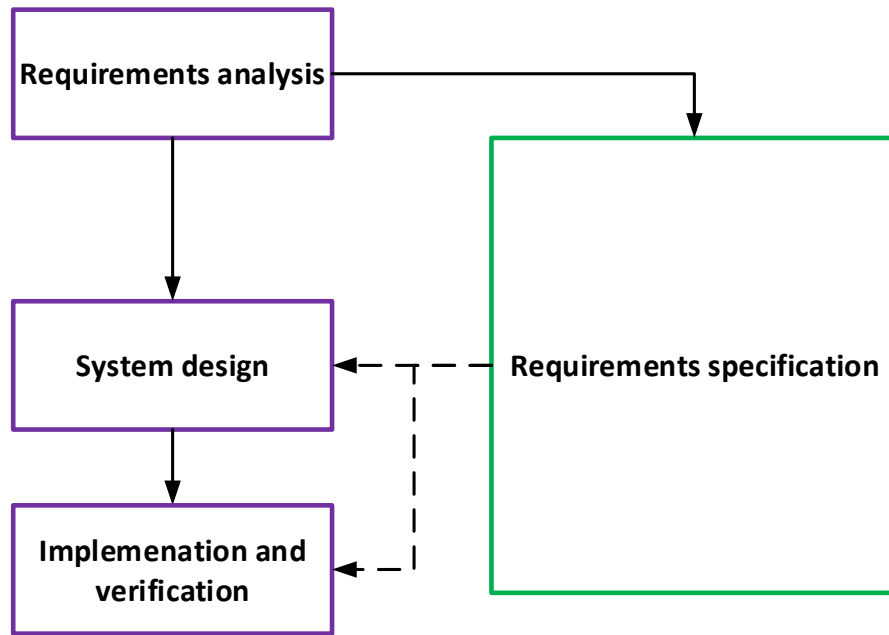 Requirements analysis
System design
Requirements specification
Implemenation and
verification